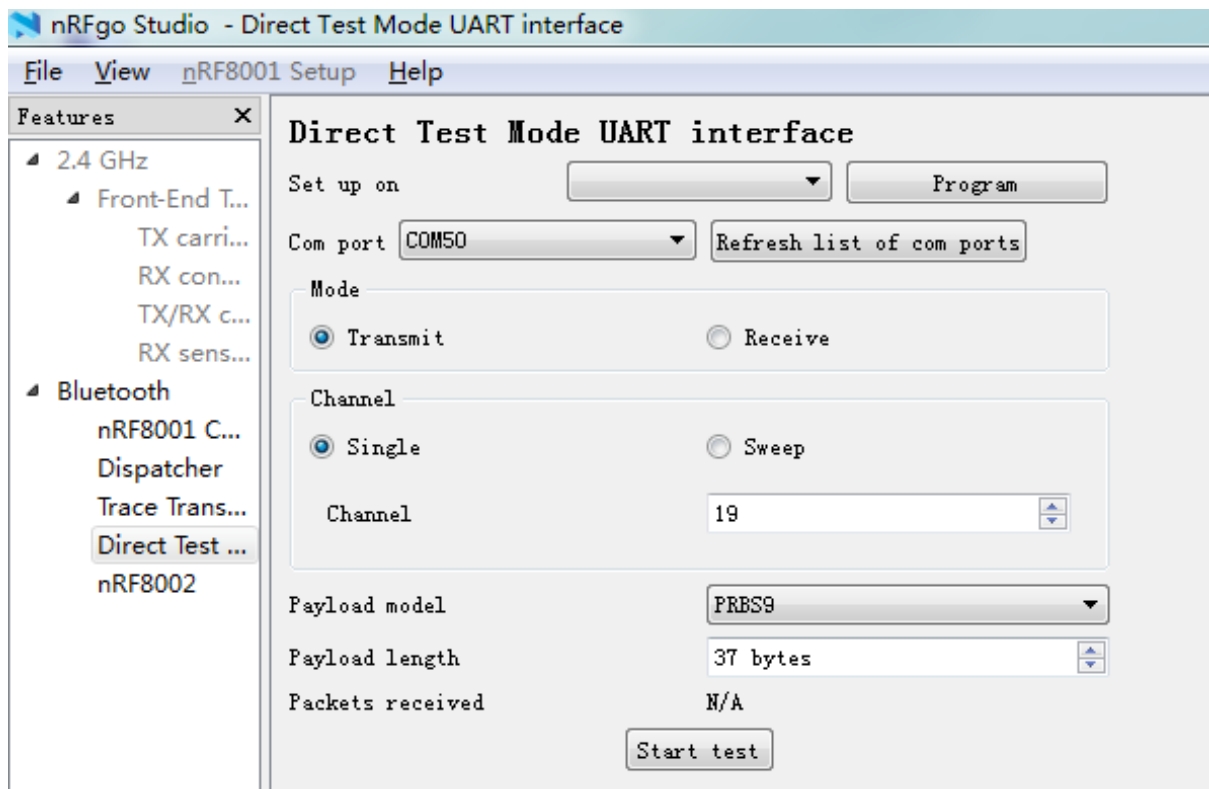 nRFgo Studio - Direct Test Mode UART interface
File View nRF8001 Setup Help
Features
2.4 GHz
Front-End T...
TX carri...
RX con...
TX/RX c...
RX sens...
Bluetooth
nRF8001 C...
Dispatcher
Trace Trans...
Direct Test ...
nRF8002
Direct Test Mode UART interface
Set up on Program
Com port COM50 Refresh list of com ports
Mode
Transmit Receive
Channel
Single Sweep
Channel 19
Payload model PRBS9
Payload length 37 bytes
Packets received N/A
Start test